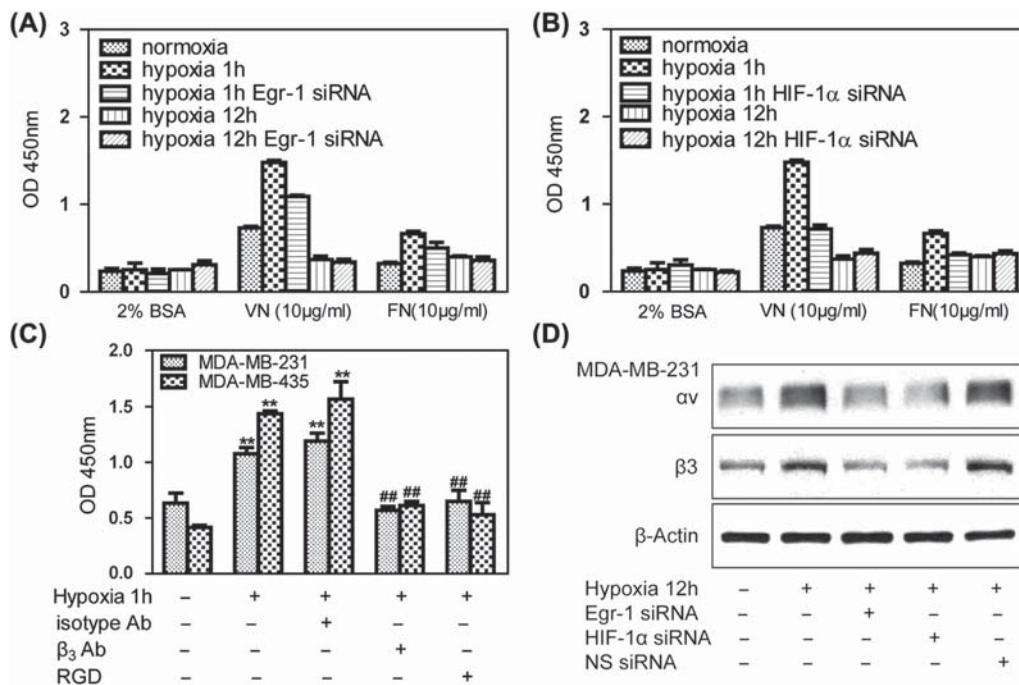 (A)
3
2
1
0
OD 450nm
normoxia
hypoxia 1h
hypoxia 1h Egr-1 siRNA
hypoxia 12h
hypoxia 12h Egr-1 siRNA
2% BSA VN (10µg/ml) FN(10µg/ml)
(B)
3
2
1
0
OD 450nm
normoxia
hypoxia 1h
hypoxia 1h HIF-1α siRNA
hypoxia 12h
hypoxia 12h HIF-1α siRNA
2% BSA VN (10µg/ml) FN(10µg/ml)
(C)
2.0
1.5
1.0
0.5
0.0
OD 450nm
MDA-MB-231
MDA-MB-435
** ** ** ** ## ## ## ##
Hypoxia 1h – + + + +
isotype Ab – – + – –
β3 Ab – – – + –
RGD – – – – +
(D)
MDA-MB-231
αv
β3
β-Actin
Hypoxia 12h – + + + +
Egr-1 siRNA – – + – –
HIF-1α siRNA – – – + –
NS siRNA – – – – +